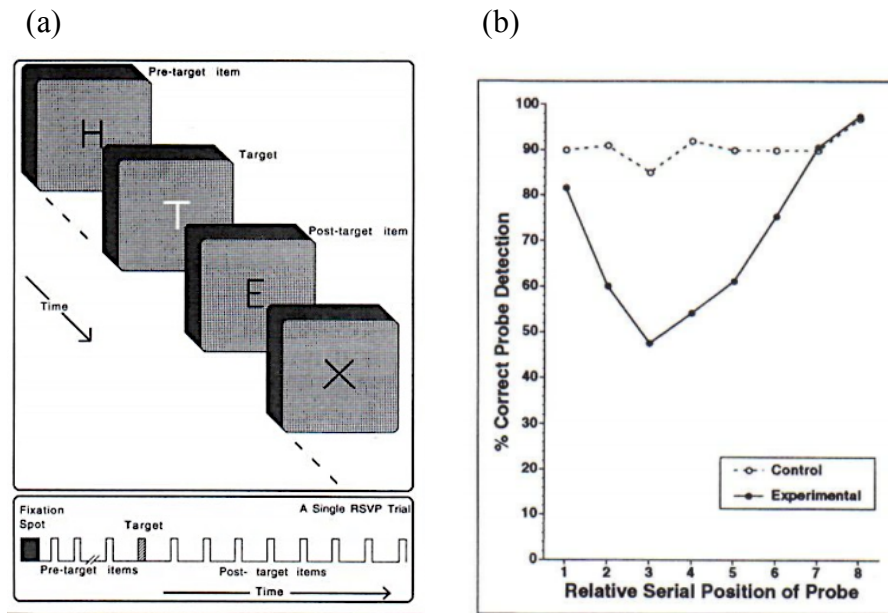 (a)
(b)
Pre-target item
H
Target
T
Post-target item
E
Time
X
Fixation
Spot
A Single RSVP Trial
Target
Pre-target items
Post- target items
Time
% Correct Probe Detection
100
90
80
70
60
50
40
30
20
10
0
Control
Experimental
1 2 3 4 5 6 7 8
Relative Serial Position of Probe